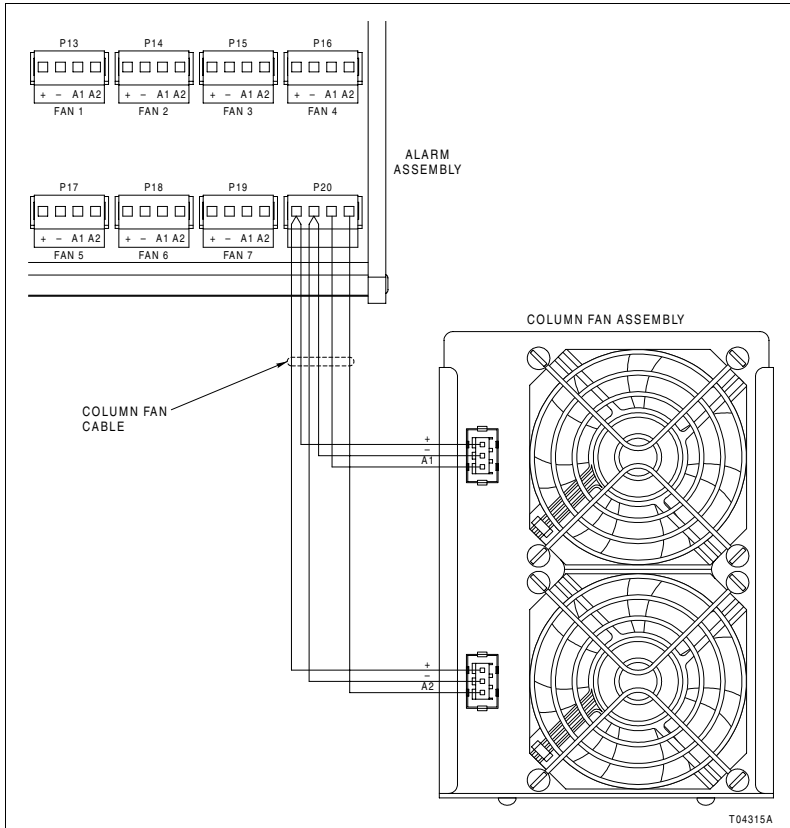 P13 P14 P15 P16
+ – A1 A2 + – A1 A2 + – A1 A2 + – A1 A2
FAN 1 FAN 2 FAN 3 FAN 4
ALARM
ASSEMBLY
P17 P18 P19 P20
+ – A1 A2 + – A1 A2 + – A1 A2
FAN 5 FAN 6 FAN 7
COLUMN FAN ASSEMBLY
COLUMN FAN
CABLE
+
–
A1
+
–
A2
T04315A